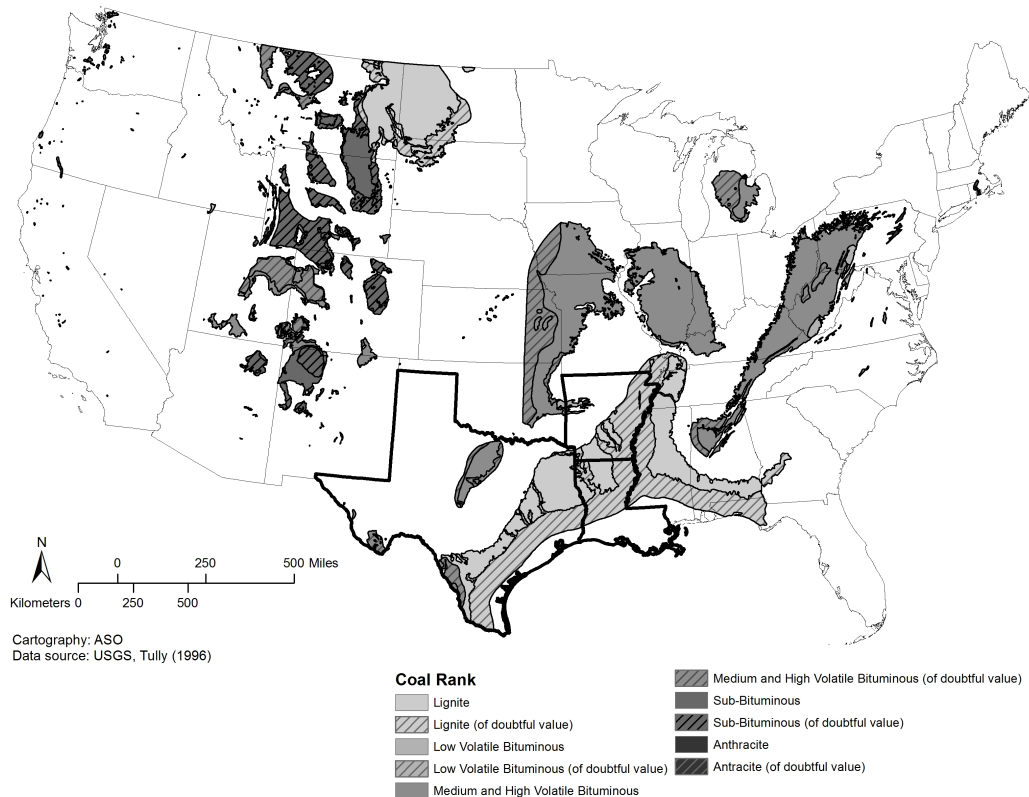 N
0 250 500 Miles
Kilometers 0 250 500
Cartography: ASO
Data source: USGS, Tully (1996)
Coal Rank
Lignite
Lignite (of doubtful value)
Low Volatile Bituminous
Low Volatile Bituminous (of doubtful value)
Medium and High Volatile Bituminous
Medium and High Volatile Bituminous (of doubtful value)
Sub-Bituminous
Sub-Bituminous (of doubtful value)
Anthracite
Antracite (of doubtful value)